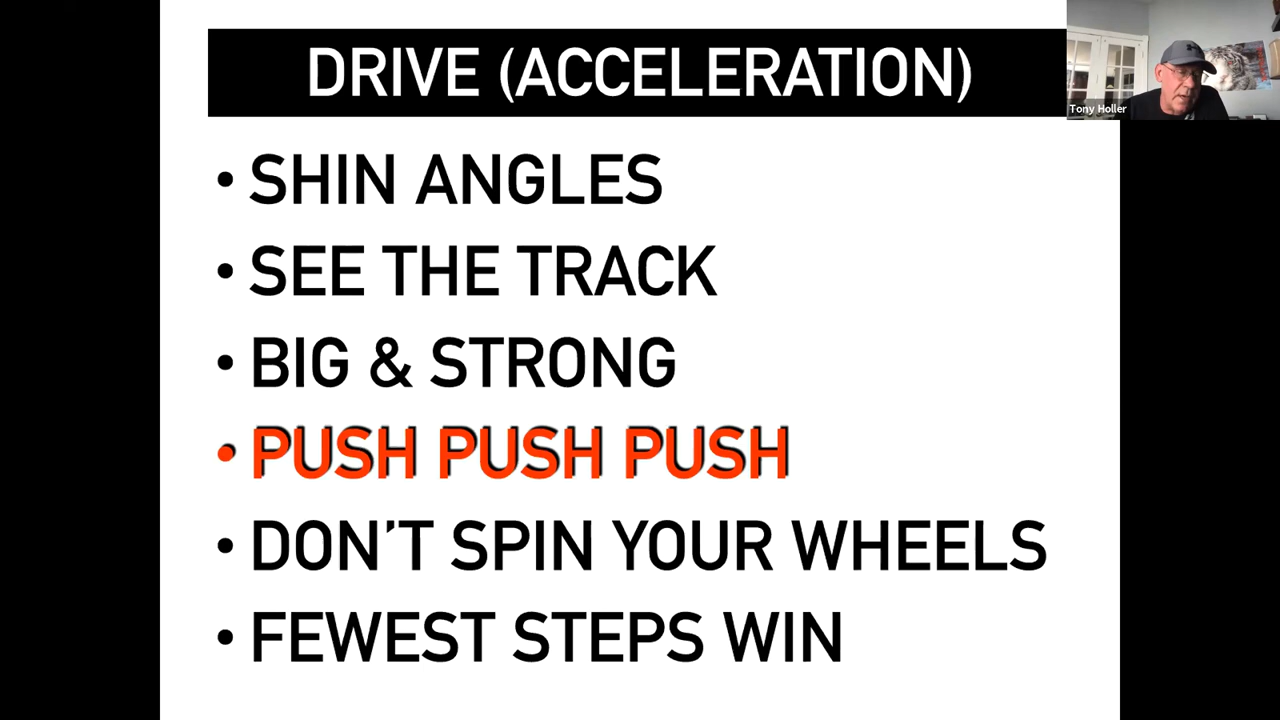 DRIVE (ACCELERATION)
Tony Holler
• SHIN ANGLES
• SEE THE TRACK
• BIG & STRONG
• PUSH PUSH PUSH
• DON'T SPIN YOUR WHEELS
• FEWEST STEPS WIN